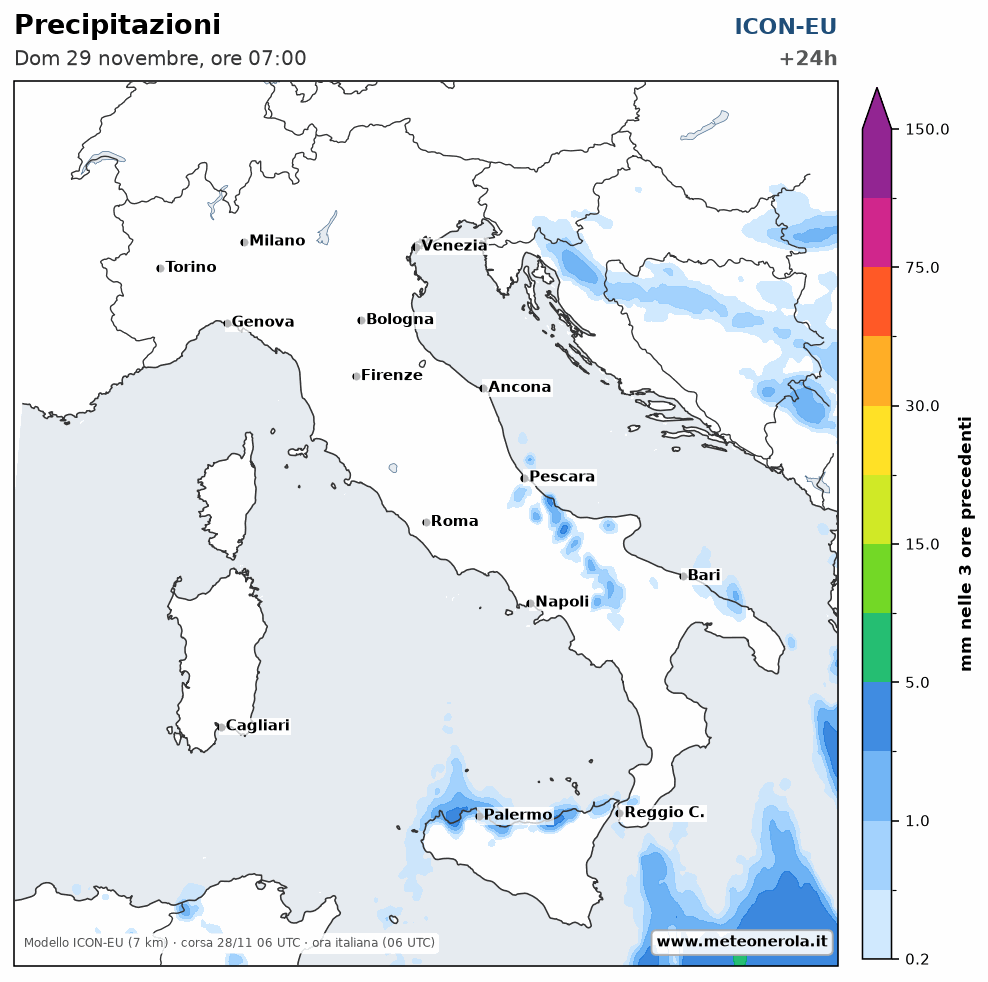 Precipitazioni
ICON-EU
Dom 29 novembre, ore 07:00
+24h
150.0
75.0
30.0
15.0
5.0
1.0
0.2
mm nelle 3 ore precedenti
Milano
Venezia
Torino
Genova
Bologna
Firenze
Ancona
Pescara
Roma
Bari
Napoli
Cagliari
Palermo
Reggio C.
Modello ICON-EU (7 km) · corsa 28/11 06 UTC · ora italiana (06 UTC)
www.meteonerola.it